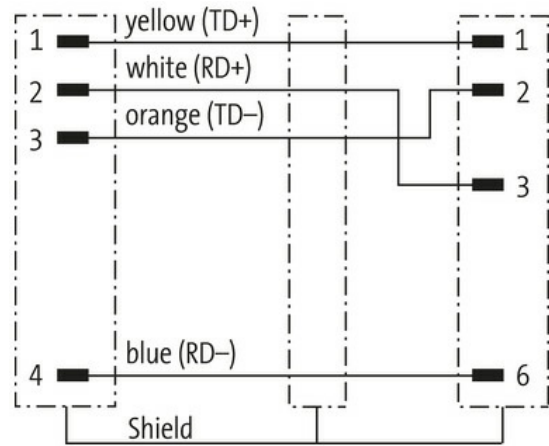 1 yellow (TD+) 1
2 white (RD+) 2
3 orange (TD–)
3
4 blue (RD–) 6
Shield